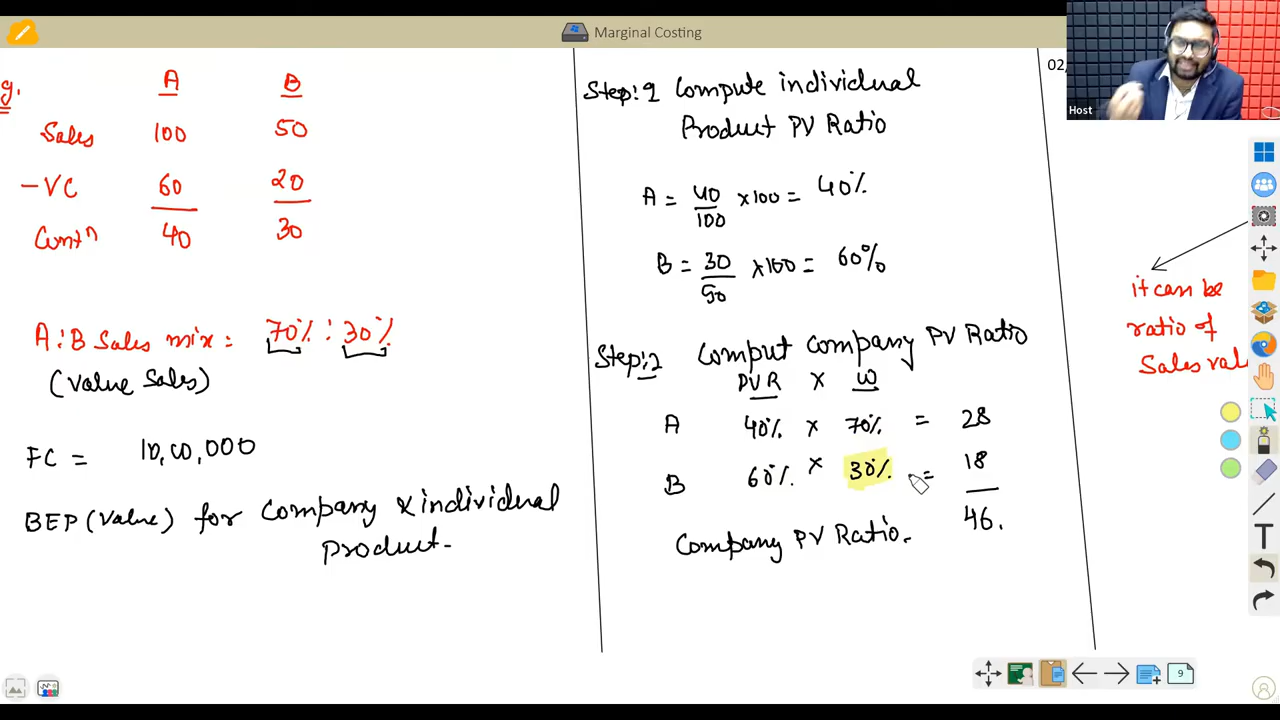 Marginal Costing
g.
A B
Sales 100 50
- VC 60 20
Contⁿ 40 30
A:B Sales mix = 70% : 30%
(Value Sales)
FC = 10,00,000
BEP (Value) for Company & individual
Product.
Step:1 Compute individual
Product PV Ratio
A = 40/100 x100 = 40%
B = 30/50 x100 = 60%
Step:2 Comput Company PV Ratio
PVR x W
A 40% x 70% = 28
B 60% x 30% = 18
46.
Company PV Ratio.
02/
Host
it can be
ratio of
Sales val
T
9